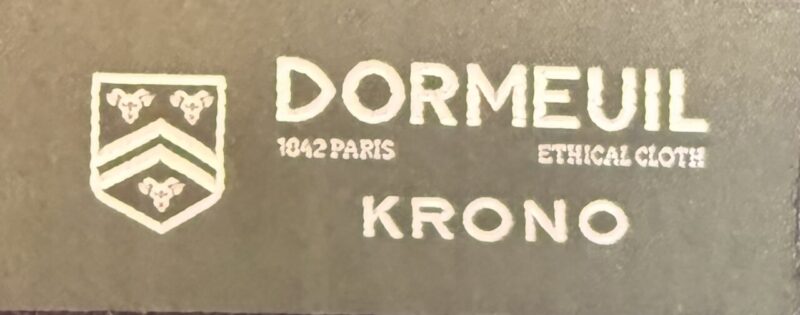 DORMEUIL
1842 PARIS ETHICAL CLOTH
KRONO